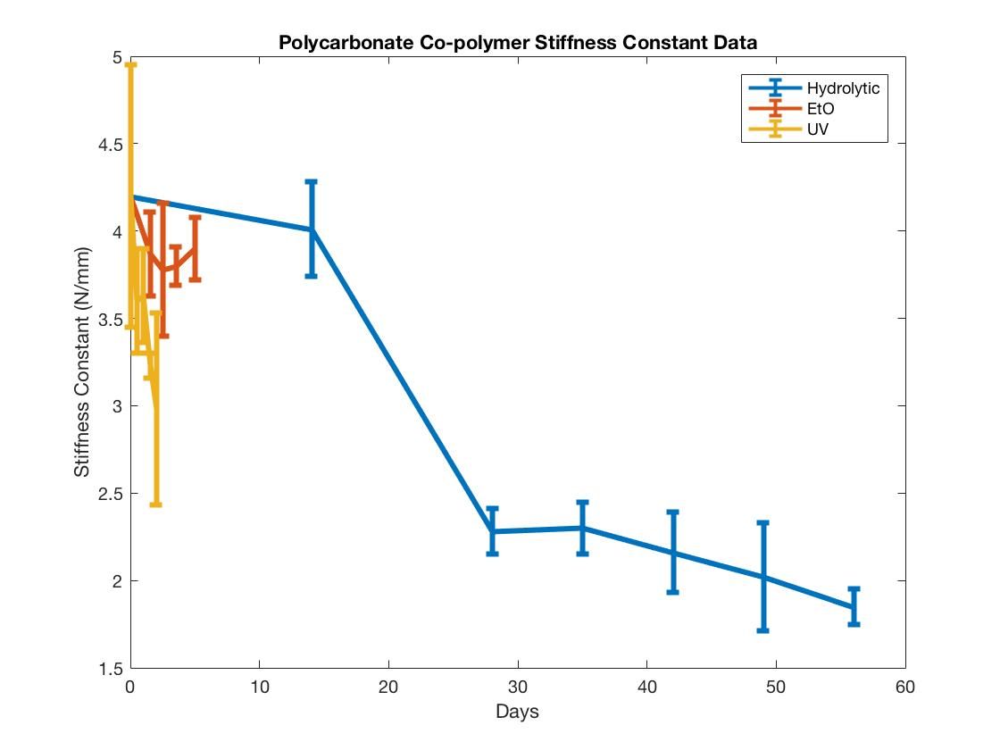 Polycarbonate Co-polymer Stiffness Constant Data
Hydrolytic
EtO
UV
Stiffness Constant (N/mm)
5
4.5
4
3.5
3
2.5
2
1.5
0 10 20 30 40 50 60
Days